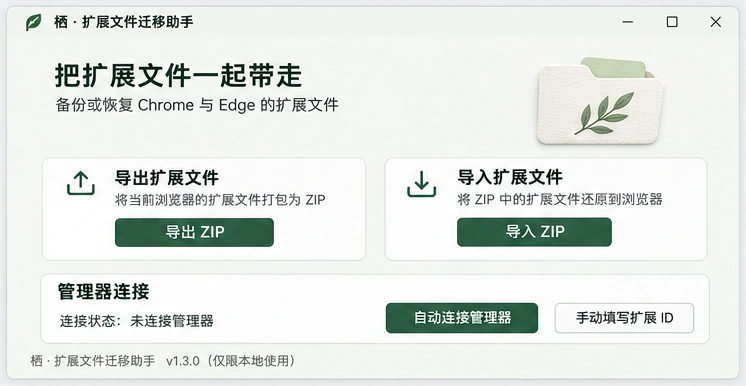 栖 · 扩展文件迁移助手
把扩展文件一起带走
备份或恢复 Chrome 与 Edge 的扩展文件
导出扩展文件
将当前浏览器的扩展文件打包为 ZIP
导出 ZIP
导入扩展文件
将 ZIP 中的扩展文件还原到浏览器
导入 ZIP
管理器连接
连接状态：未连接管理器
自动连接管理器
手动填写扩展 ID
栖 · 扩展文件迁移助手 v1.3.0（仅限本地使用）